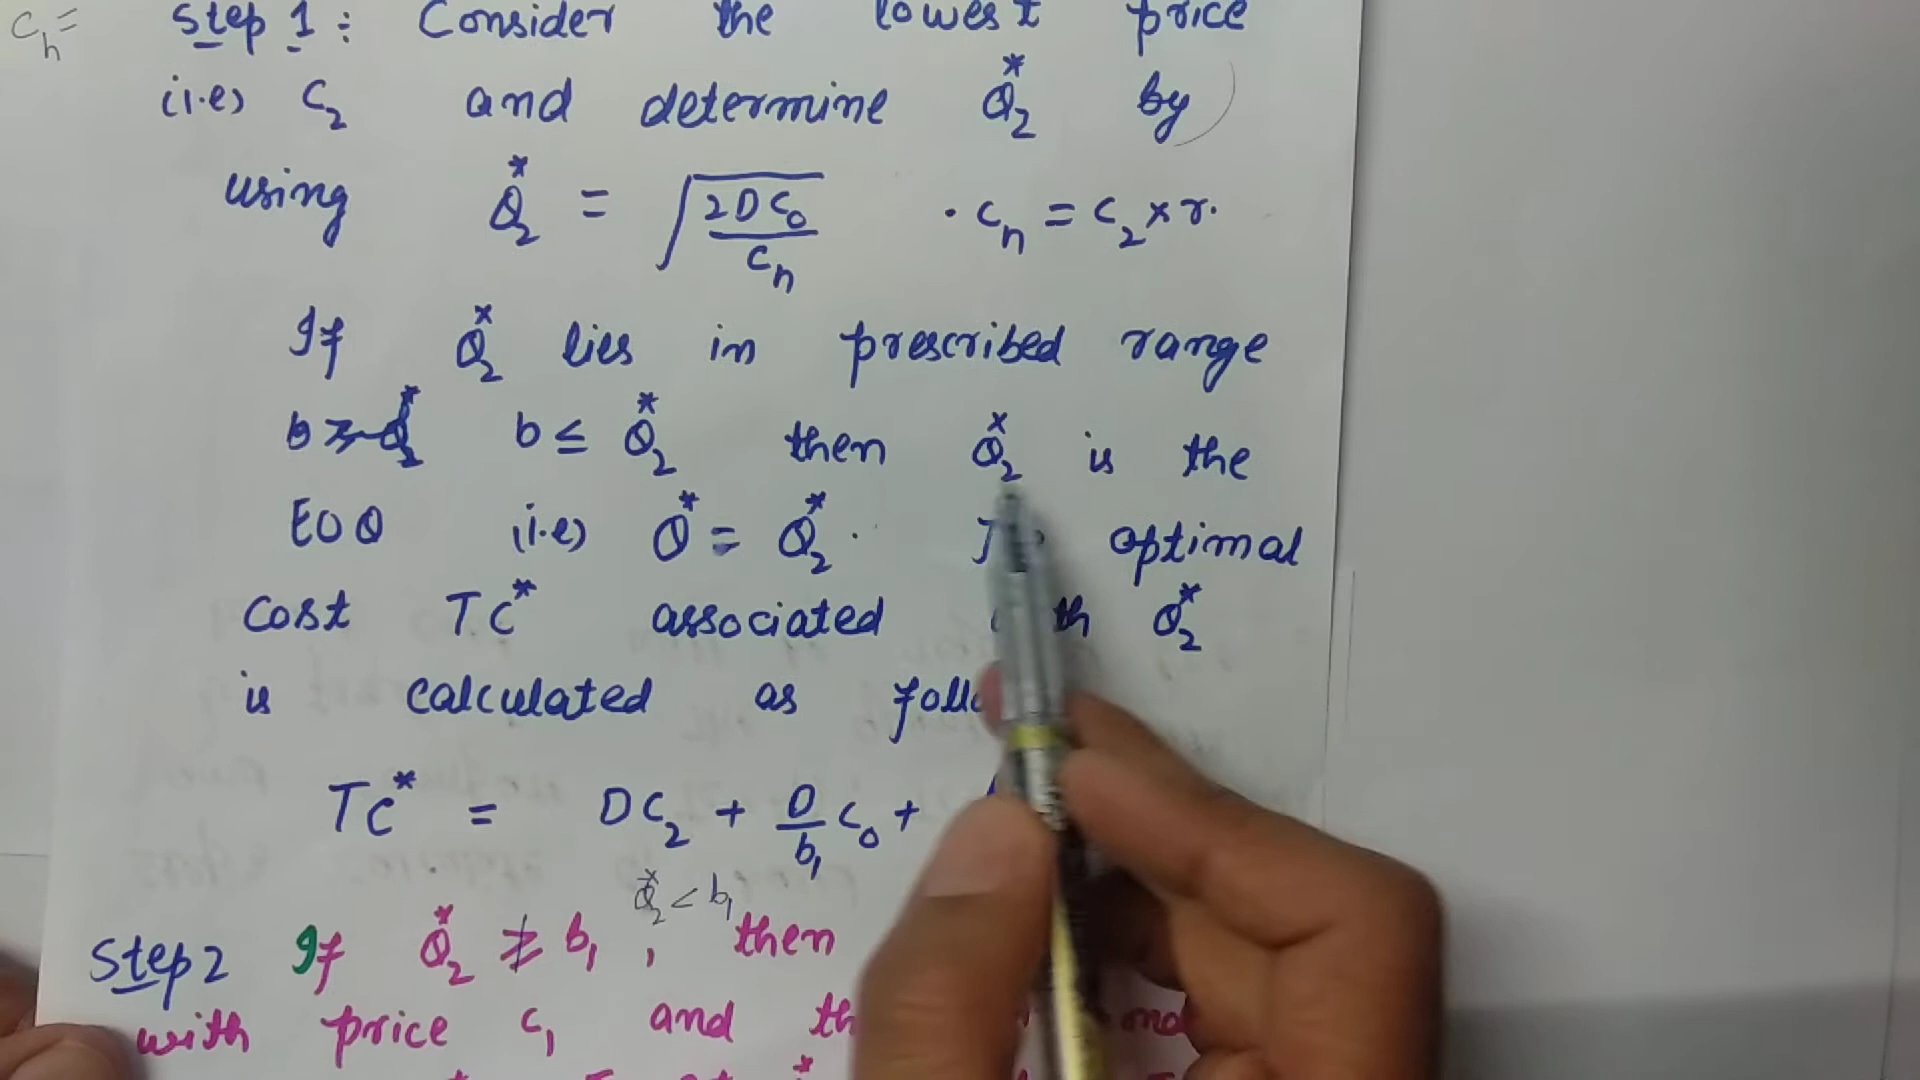 Ch =
Step 1 : Consider the lowest price
(i.e) C2 and determine Q2* by
using Q2* = √(2DC0/Ch) . Ch = C2 × r.
If Q2* lies in prescribed range
b ≥ Q2* b ≤ Q2* then Q2* is the
EOQ (i.e) Q* = Q2* . optimal
cost TC* associated Q2*
is calculated as
TC* = DC2 + D/b1 C0 +
Q2* < b1
Step 2 If Q2* ≱ b1, then
with price C1 and